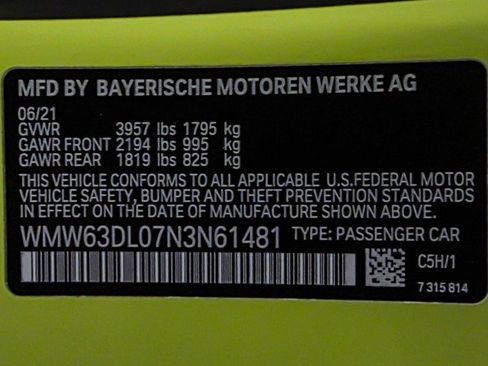 MFD BY BAYERISCHE MOTOREN WERKE AG
06/21
GVWR 3957 lbs 1795 kg
GAWR FRONT 2194 lbs 995 kg
GAWR REAR 1819 lbs 825 kg
THIS VEHICLE CONFORMS TO ALL APPLICABLE U.S.FEDERAL MOTOR
VEHICLE SAFETY, BUMPER AND THEFT PREVENTION STANDARDS
IN EFFECT ON THE DATE OF MANUFACTURE SHOWN ABOVE.
WMW63DL07N3N61481 TYPE: PASSENGER CAR
C5H/1
7 315 814